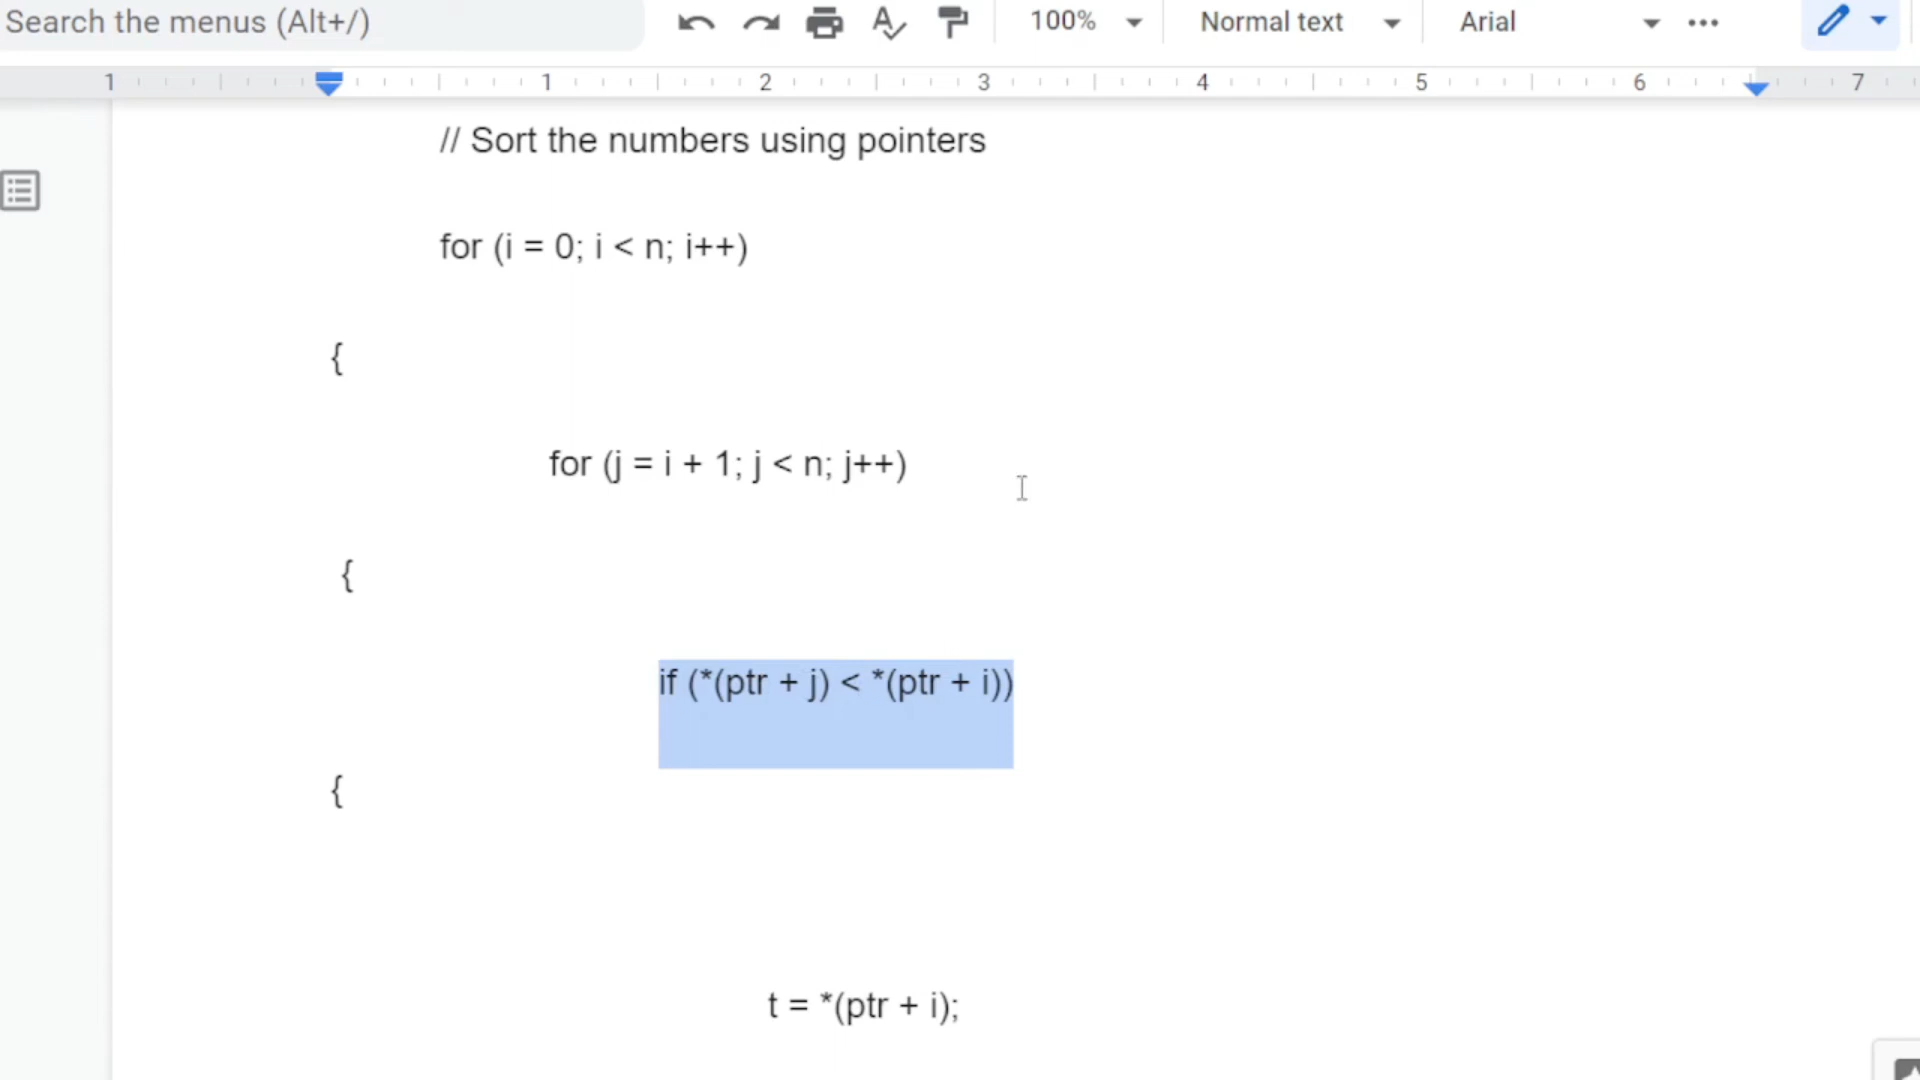 Search the menus (Alt+/) 100% Normal text Arial
1 1 2 3 4 5 6 7
// Sort the numbers using pointers
for (i = 0; i < n; i++)
{
for (j = i + 1; j < n; j++)
{
if (*(ptr + j) < *(ptr + i))
{
t = *(ptr + i);